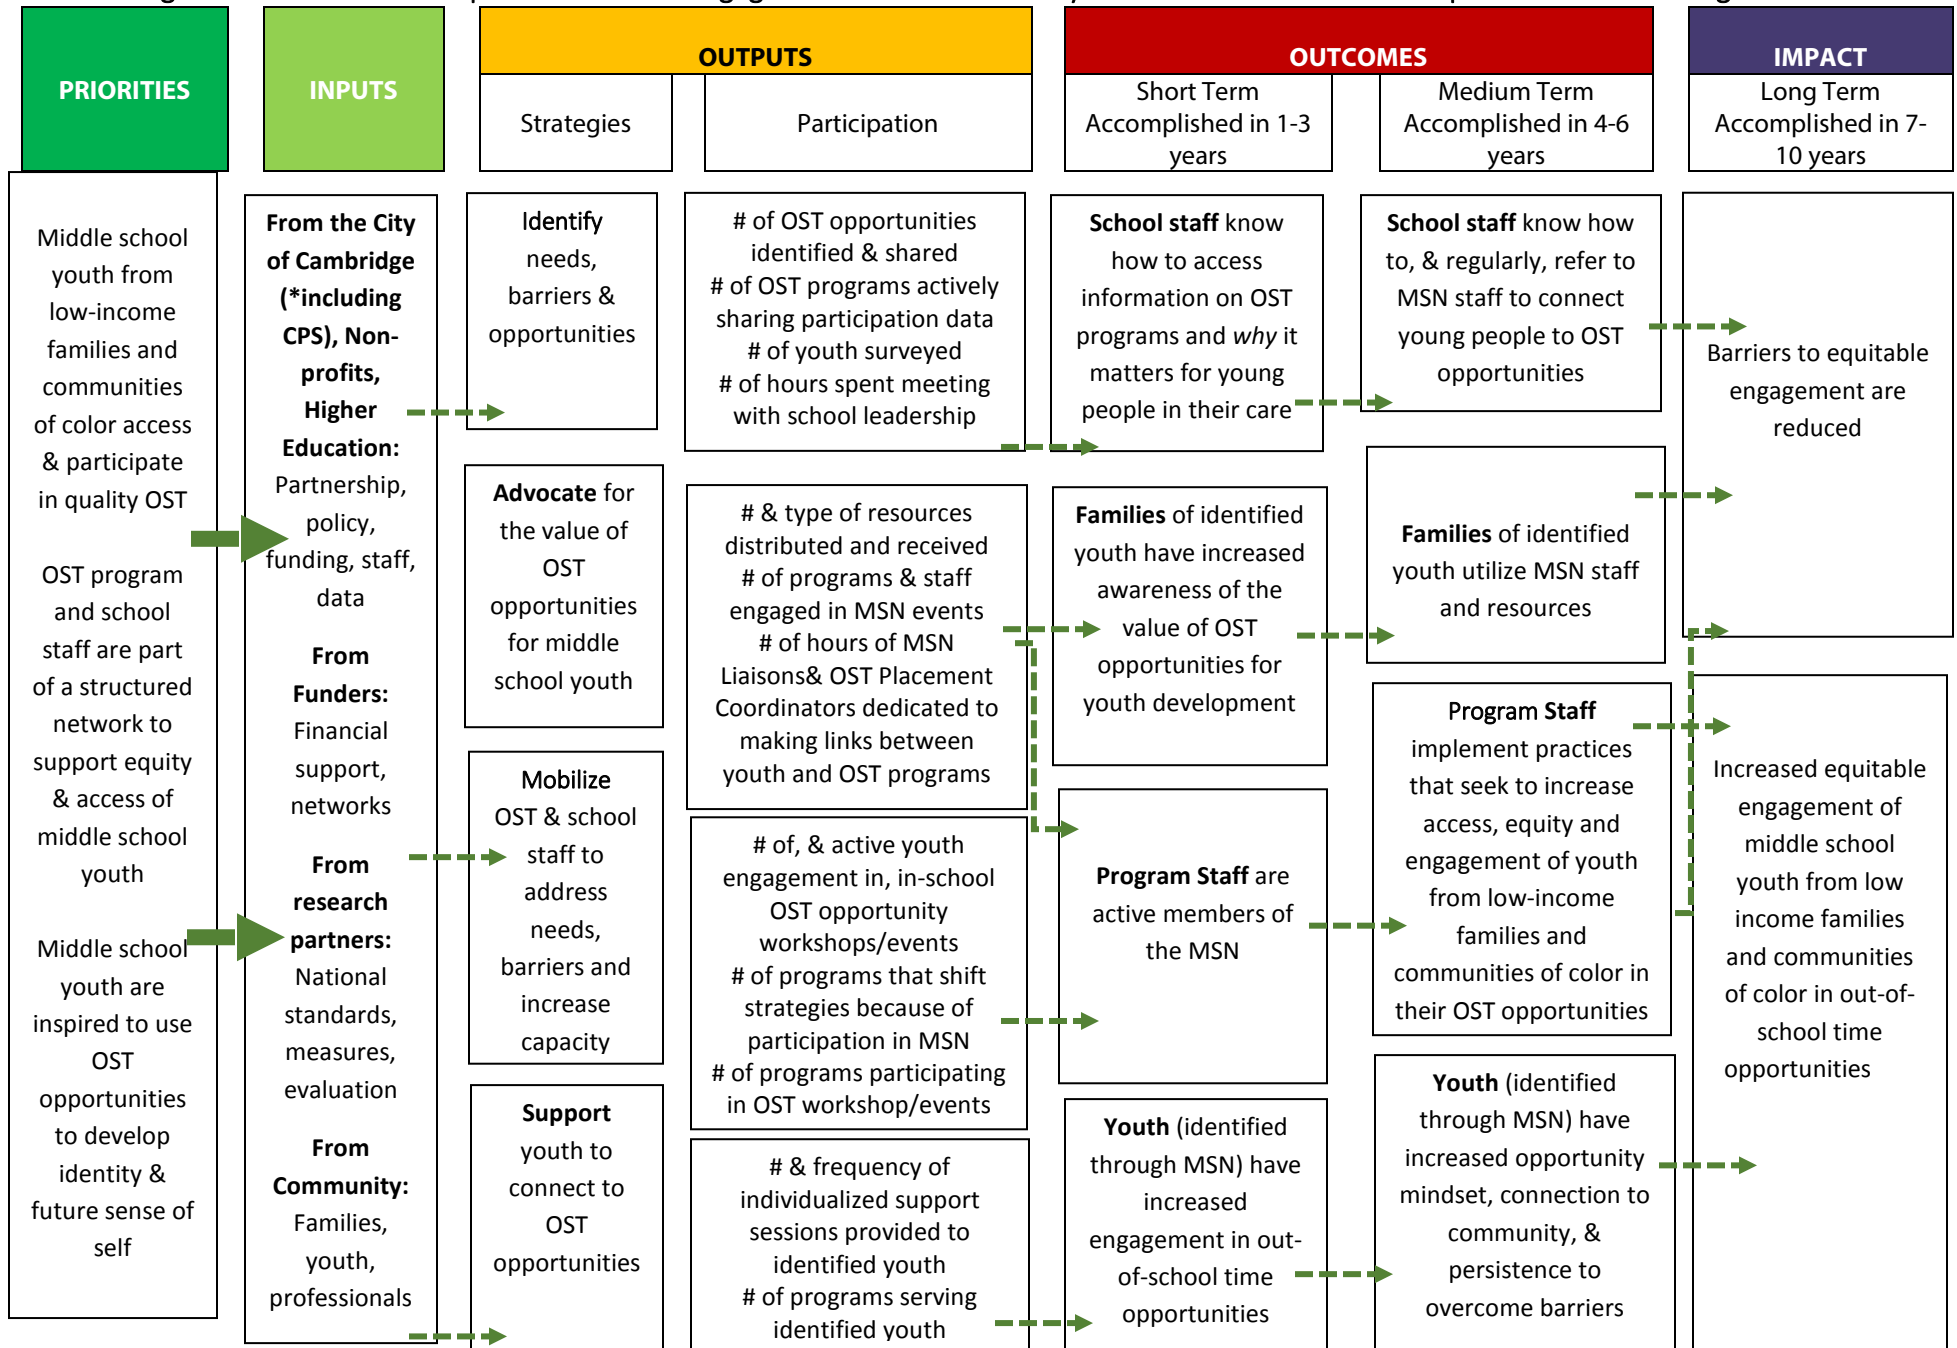 PRIORITIES
INPUTS
OUTPUTS
Strategies
Participation
OUTCOMES
Short Term
Accomplished in 1-3
years
Medium Term
Accomplished in 4-6
years
IMPACT
Long Term
Accomplished in 7-
10 years
Middle school
youth from
low-income
families and
communities
of color access
& participate
in quality OST
OST program
and school
staff are part
of a structured
network to
support equity
& access of
middle school
youth
Middle school
youth are
inspired to use
OST
opportunities
to develop
identity &
future sense of
self
From the City
of Cambridge
(*including
CPS), Non-
profits,
Higher
Education:
Partnership,
policy,
funding, staff,
data
From
Funders:
Financial
support,
networks
From
research
partners:
National
standards,
measures,
evaluation
From
Community:
Families,
youth,
professionals
Identify
needs,
barriers &
opportunities
Advocate for
the value of
OST
opportunities
for middle
school youth
Mobilize
OST & school
staff to
address
needs,
barriers and
increase
capacity
Support
youth to
connect to
OST
opportunities
# of OST opportunities
identified & shared
# of OST programs actively
sharing participation data
# of youth surveyed
# of hours spent meeting
with school leadership
# & type of resources
distributed and received
# of programs & staff
engaged in MSN events
# of hours of MSN
Liaisons& OST Placement
Coordinators dedicated to
making links between
youth and OST programs
# of, & active youth
engagement in, in-school
OST opportunity
workshops/events
# of programs that shift
strategies because of
participation in MSN
# of programs participating
in OST workshop/events
# & frequency of
individualized support
sessions provided to
identified youth
# of programs serving
identified youth
School staff know
how to access
information on OST
programs and why it
matters for young
people in their care
Families of identified
youth have increased
awareness of the
value of OST
opportunities for
youth development
Program Staff are
active members of
the MSN
Youth (identified
through MSN) have
increased
engagement in out-
of-school time
opportunities
School staff know how
to, & regularly, refer to
MSN staff to connect
young people to OST
opportunities
Families of identified
youth utilize MSN staff
and resources
Program Staff
implement practices
that seek to increase
access, equity and
engagement of youth
from low-income
families and
communities of color in
their OST opportunities
Youth (identified
through MSN) have
increased opportunity
mindset, connection to
community, &
persistence to
overcome barriers
Barriers to equitable
engagement are
reduced
Increased equitable
engagement of
middle school
youth from low
income families
and communities
of color in out-of-
school time
opportunities